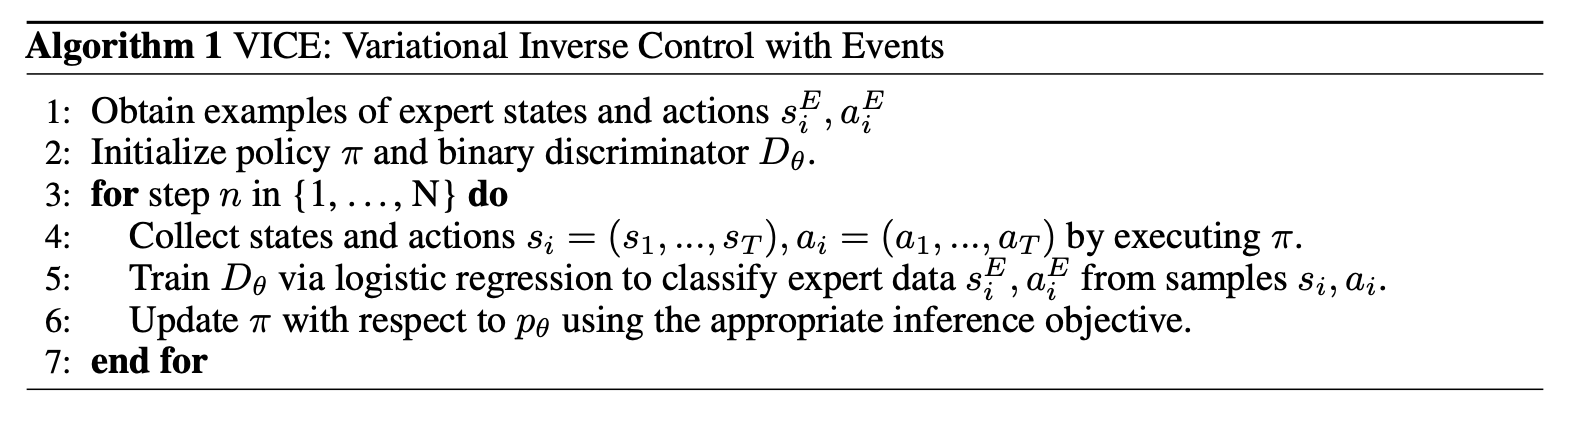 Algorithm 1 VICE: Variational Inverse Control with Events
1: Obtain examples of expert states and actions $s_i^E, a_i^E$
2: Initialize policy $\pi$ and binary discriminator $D_\theta$.
3: for step $n$ in {1, ..., N} do
4: Collect states and actions $s_i = (s_1, ..., s_T), a_i = (a_1, ..., a_T)$ by executing $\pi$.
5: Train $D_\theta$ via logistic regression to classify expert data $s_i^E, a_i^E$ from samples $s_i, a_i$.
6: Update $\pi$ with respect to $p_\theta$ using the appropriate inference objective.
7: end for